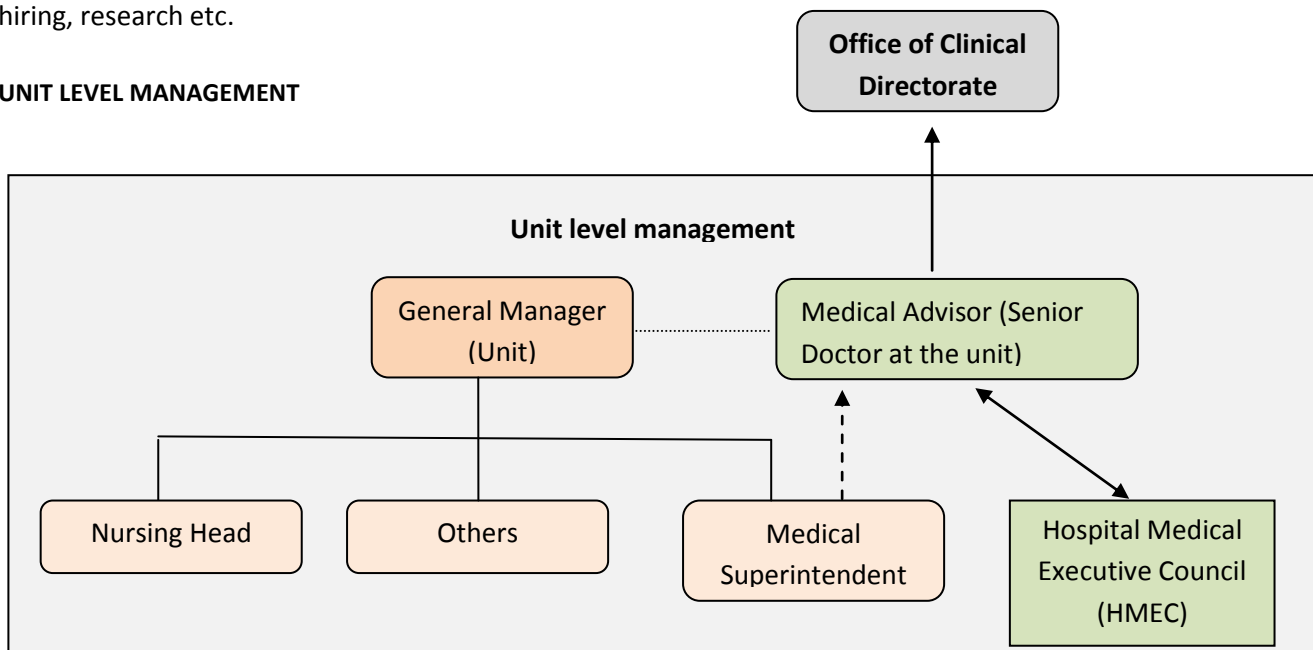 hiring, research etc.
Office of Clinical
Directorate
UNIT LEVEL MANAGEMENT
Unit level management
General Manager
(Unit)
Medical Advisor (Senior
Doctor at the unit)
Nursing Head
Others
Medical
Superintendent
Hospital Medical
Executive Council
(HMEC)